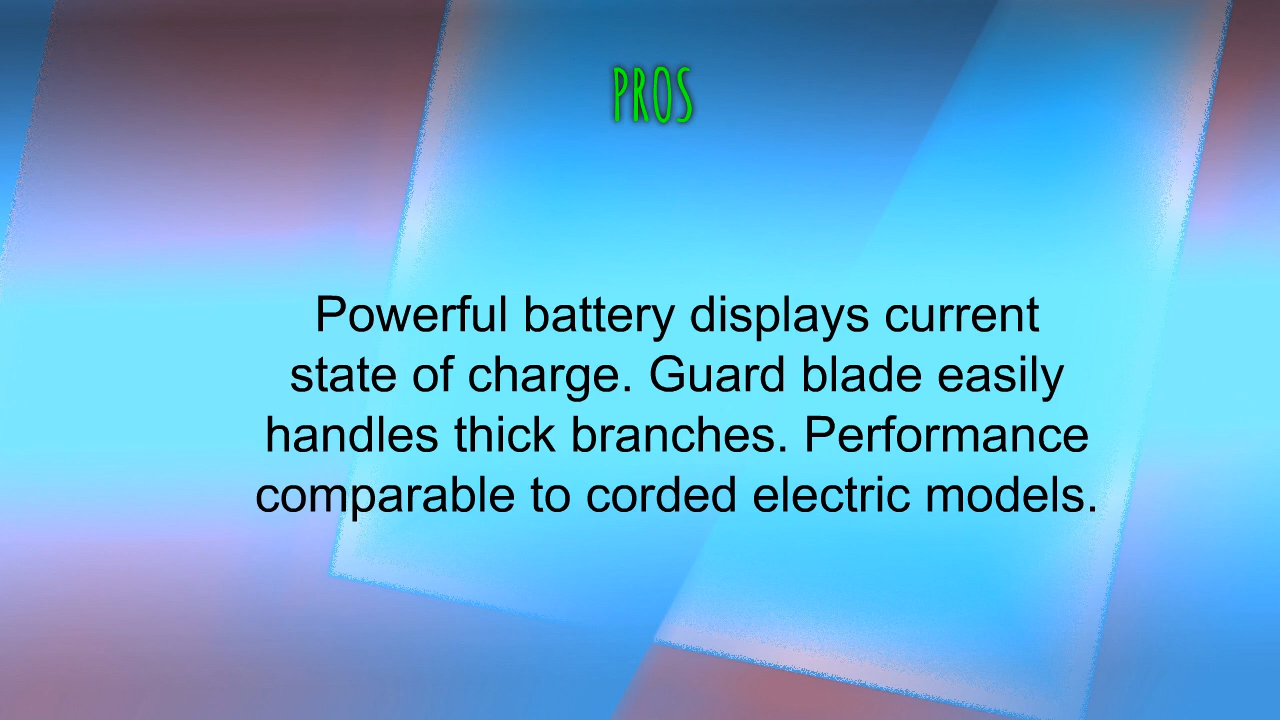 PROS
Powerful battery displays current
state of charge. Guard blade easily
handles thick branches. Performance
comparable to corded electric models.